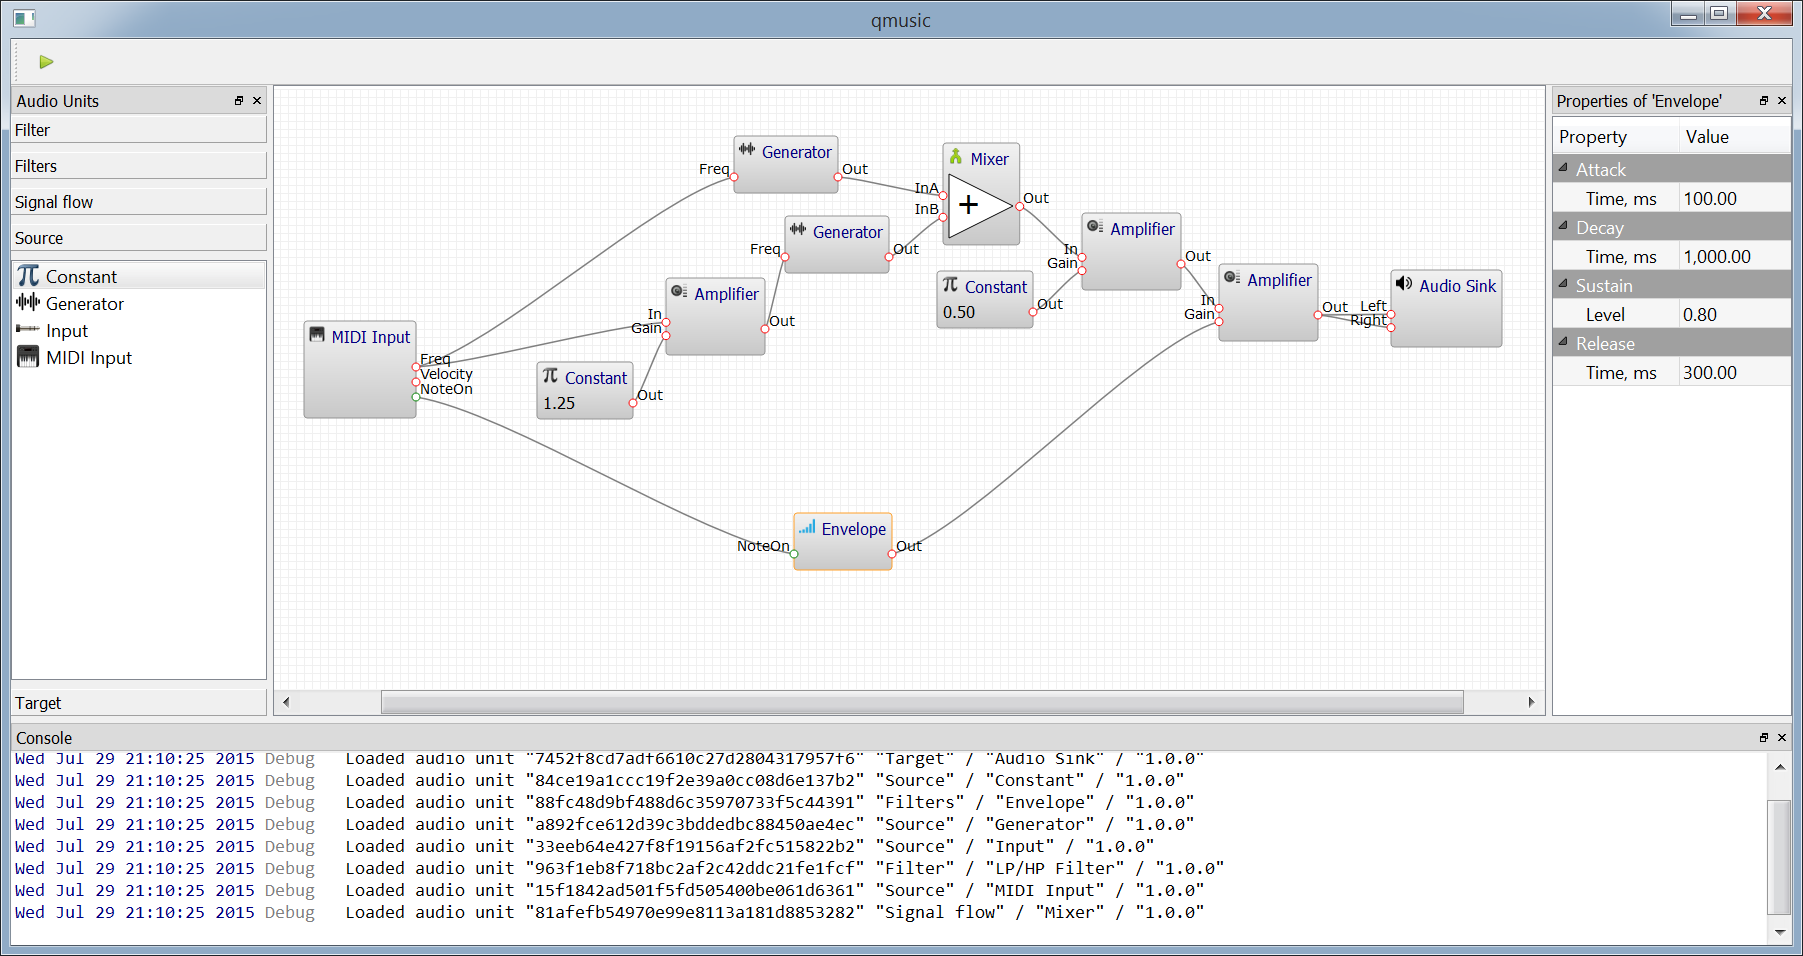 qmusic
Audio Units
Filter
Filters
Signal flow
Source
Constant
Generator
Input
MIDI Input
Target
MIDI Input
Freq
Velocity
NoteOn
Generator
Freq
Out
Generator
Freq
Out
Amplifier
In
Gain
Out
Constant
1.25
Out
Mixer
InA
InB
+
Out
Constant
0.50
Out
Amplifier
In
Gain
Out
Amplifier
In
Gain
Out
Audio Sink
Left
Right
Envelope
NoteOn
Out
Properties of 'Envelope'
Property Value
Attack
Time, ms 100.00
Decay
Time, ms 1,000.00
Sustain
Level 0.80
Release
Time, ms 300.00
Console
Wed Jul 29 21:10:25 2015 Debug Loaded audio unit "7452f8cd7adf6610c27d2804317957f6" "Target" / "Audio Sink" / "1.0.0"
Wed Jul 29 21:10:25 2015 Debug Loaded audio unit "84ce19a1ccc19f2e39a0cc08d6e137b2" "Source" / "Constant" / "1.0.0"
Wed Jul 29 21:10:25 2015 Debug Loaded audio unit "88fc48d9bf488d6c35970733f5c44391" "Filters" / "Envelope" / "1.0.0"
Wed Jul 29 21:10:25 2015 Debug Loaded audio unit "a892fce612d39c3bddedbc88450ae4ec" "Source" / "Generator" / "1.0.0"
Wed Jul 29 21:10:25 2015 Debug Loaded audio unit "33eeb64e427f8f19156af2fc515822b2" "Source" / "Input" / "1.0.0"
Wed Jul 29 21:10:25 2015 Debug Loaded audio unit "963f1eb8f718bc2af2c42ddc21fe1fcf" "Filter" / "LP/HP Filter" / "1.0.0"
Wed Jul 29 21:10:25 2015 Debug Loaded audio unit "15f1842ad501f5fd505400be061d6361" "Source" / "MIDI Input" / "1.0.0"
Wed Jul 29 21:10:25 2015 Debug Loaded audio unit "81afefb54970e99e8113a181d8853282" "Signal flow" / "Mixer" / "1.0.0"